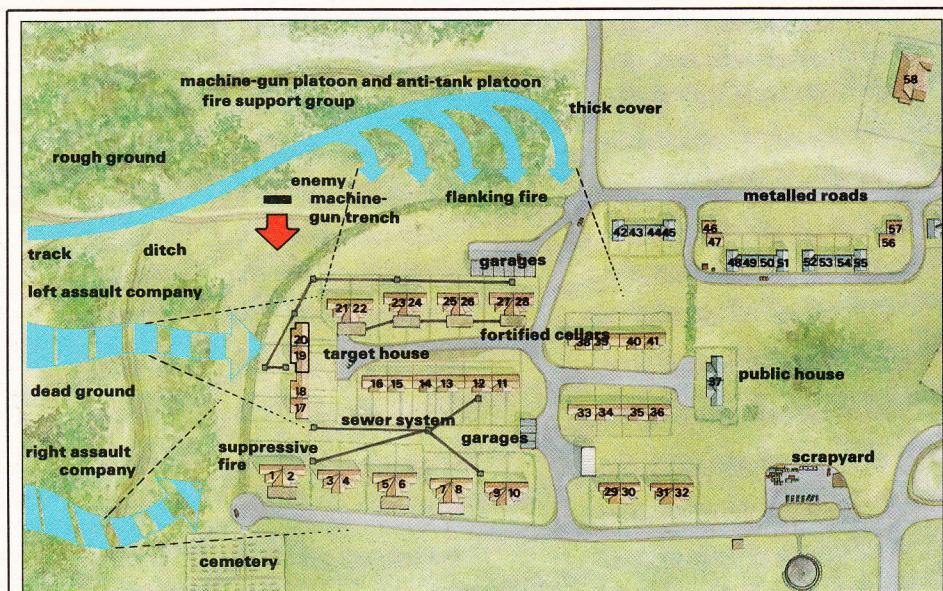 machine-gun platoon and anti-tank platoon
fire support group
thick cover
58
rough ground
enemy
machine-
gun trench
flanking fire
metalled roads
track
ditch
42 43 44 45
46
47
57
56
48 49 50 51
52 53 54 55
garages
left assault company
21 22
23 24
25 26
27 28
fortified cellars
20
19
target house
38 39
40 41
dead ground
18
17
16 15
14 13
12 11
37
public house
sewer system
33 34
35 36
garages
right assault
company
suppressive
fire
scrapyard
1 2
3 4
5 6
7 8
9 10
29 30
31 32
cemetery